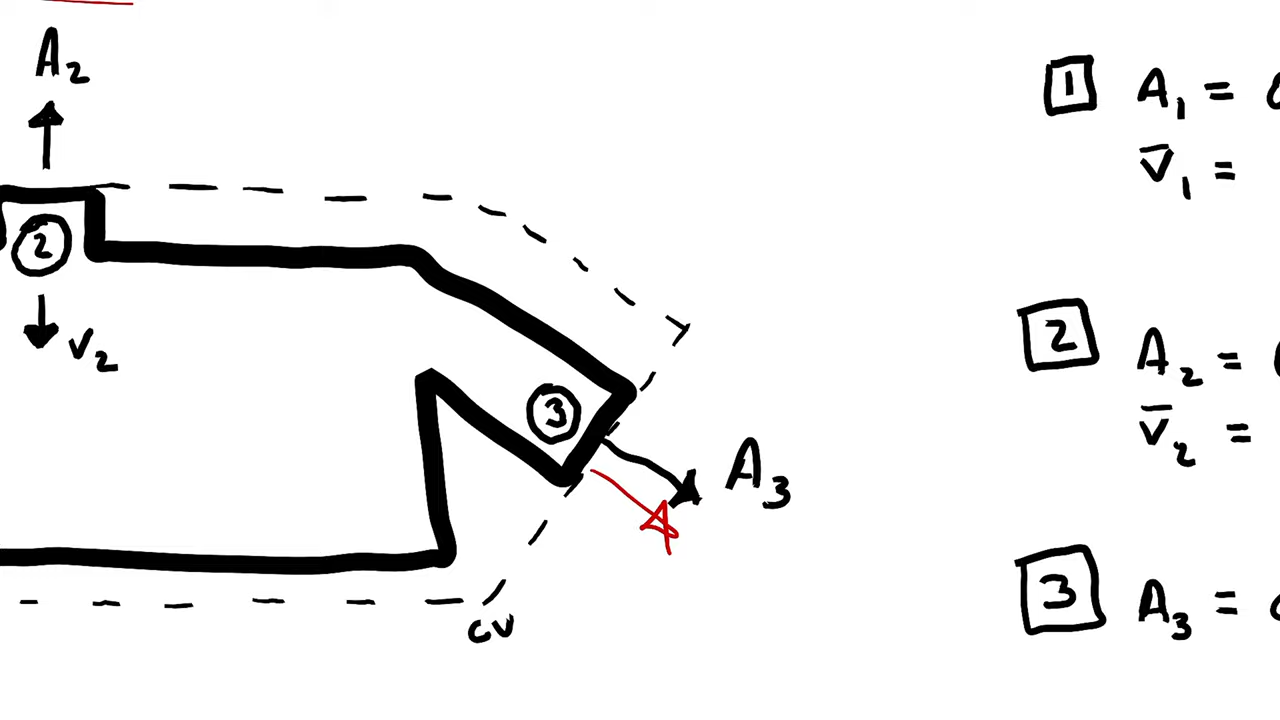 A2
②
V2
③
A3
CV
1 A1 =
V̄1 =
2 A2 =
V̄2 =
3 A3 =